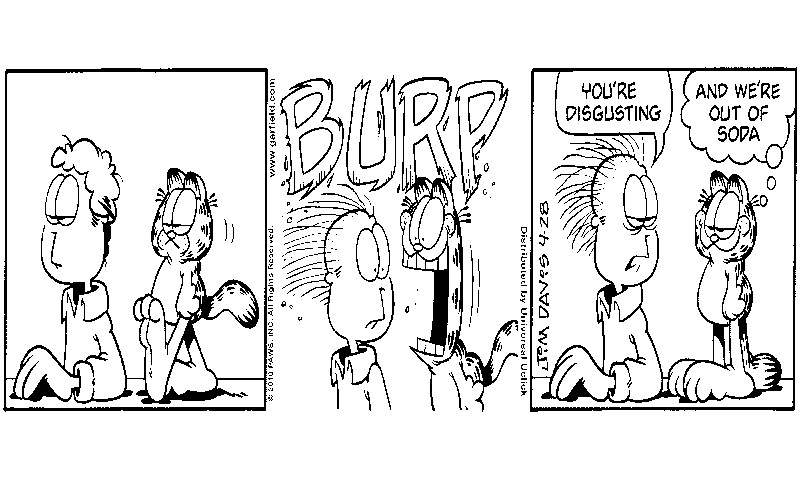 www.garfield.com
© 2010 PAWS, INC. All Rights Reserved.
BURP
Distributed by Universal Uclick
YOU'RE
DISGUSTING
AND WE'RE
OUT OF
SODA
JIM DAVIS 4-28